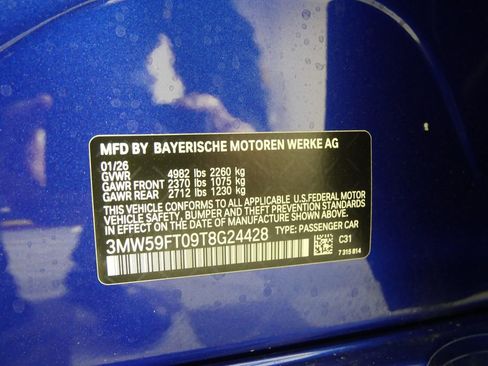 MFD BY BAYERISCHE MOTOREN WERKE AG
01/26
GVWR 4982 lbs 2260 kg
GAWR FRONT 2370 lbs 1075 kg
GAWR REAR 2712 lbs 1230 kg
THIS VEHICLE CONFORMS TO ALL APPLICABLE U.S.FEDERAL MOTOR
VEHICLE SAFETY, BUMPER, AND THEFT PREVENTION STANDARDS
IN EFFECT ON THE DATE OF MANUFACTURE SHOWN ABOVE.
3MW59FT09T8G24428 TYPE: PASSENGER CAR
C31
7 315 814